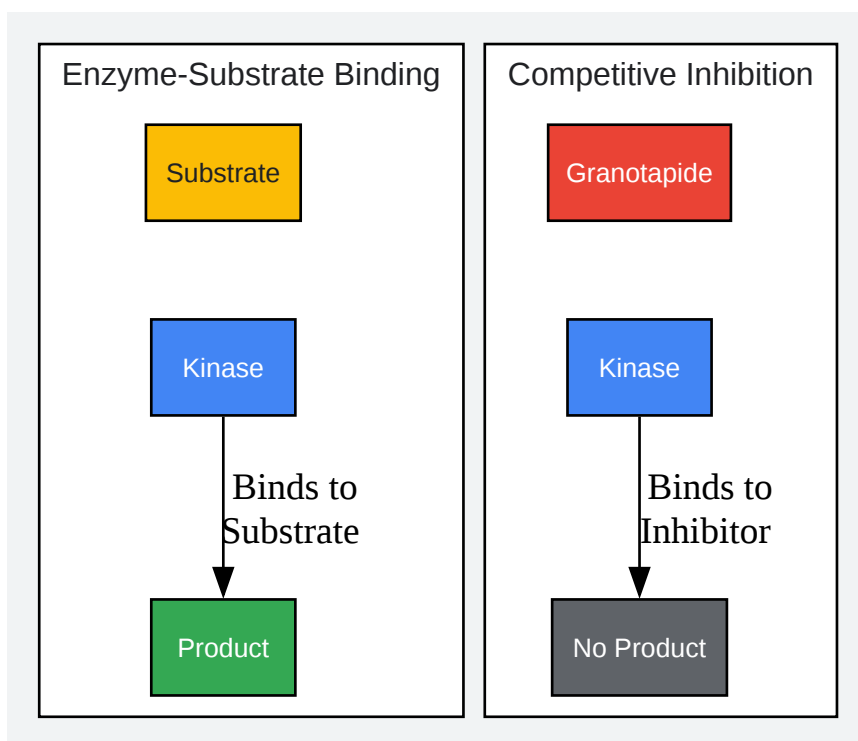 Enzyme-Substrate Binding
Substrate
Kinase
Binds to
Substrate
Product
Competitive Inhibition
Granotapide
Kinase
Binds to
Inhibitor
No Product